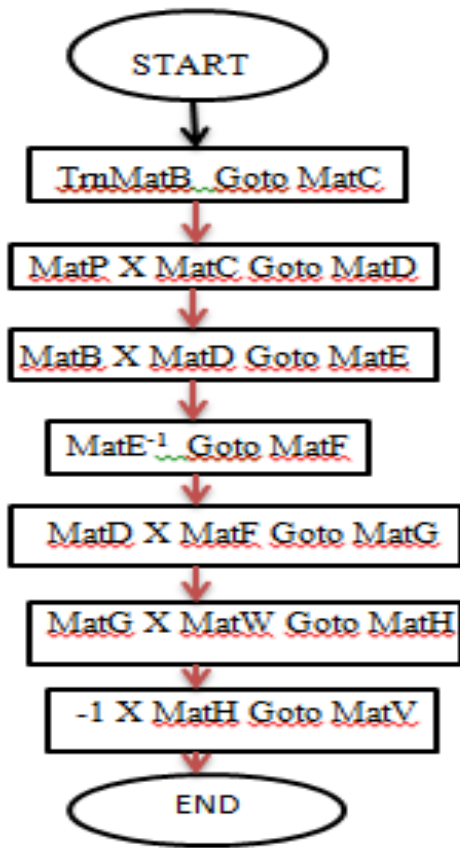 START
TrnMatB Goto MatC
MatP X MatC Goto MatD
MatB X MatD Goto MatE
MatE⁻¹ Goto MatF
MatD X MatF Goto MatG
MatG X MatW Goto MatH
-1 X MatH Goto MatV
END